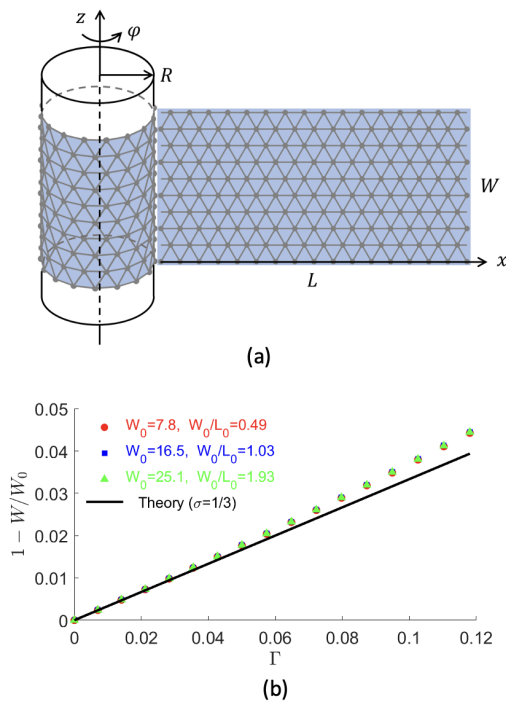 z
φ
R
W
x
L
(a)
0.05
0.04
0.03
0.02
0.01
0
1 − W/W₀
W₀=7.8, W₀/L₀=0.49
W₀=16.5, W₀/L₀=1.03
W₀=25.1, W₀/L₀=1.93
Theory (σ=1/3)
0 0.02 0.04 0.06 0.08 0.1 0.12
Γ
(b)